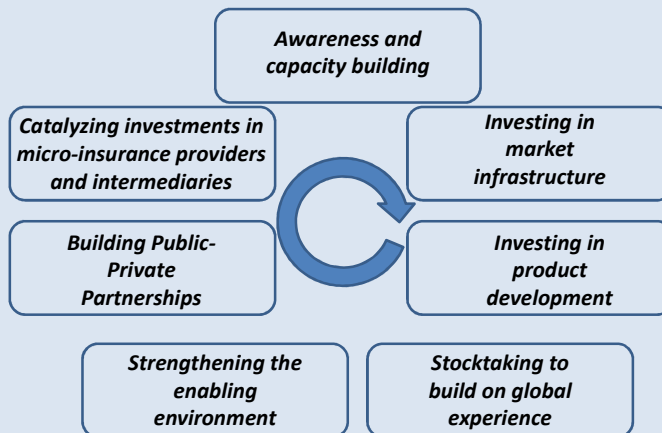 Awareness and
capacity building
Catalyzing investments in
micro-insurance providers
and intermediaries
Investing in
market
infrastructure
Building Public-
Private
Partnerships
Investing in
product
development
Strengthening the
enabling
environment
Stocktaking to
build on global
experience